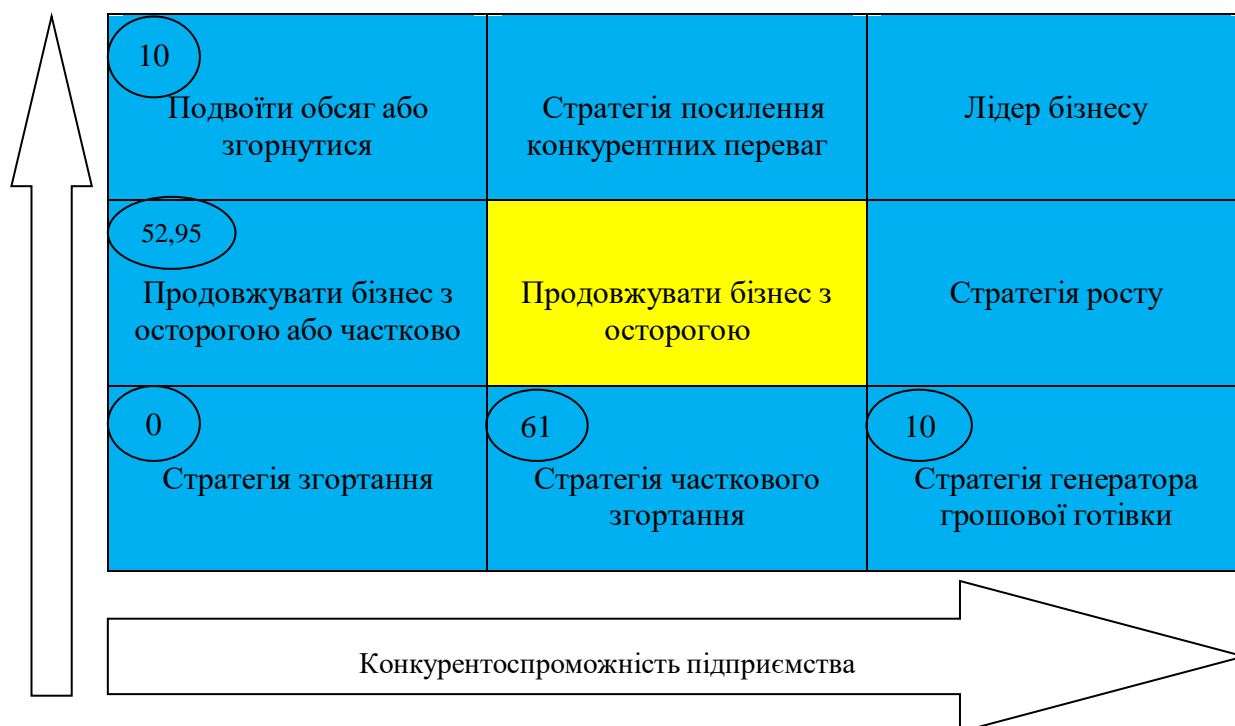 10
Подвоїти обсяг або
згорнутися
Стратегія посилення
конкурентних переваг
Лідер бізнесу
52,95
Продовжувати бізнес з
осторогою або частково
Продовжувати бізнес з
осторогою
Стратегія росту
0
Стратегія згортання
61
Стратегія часткового
згортання
10
Стратегія генератора
грошової готівки
Конкурентоспроможність підприємства